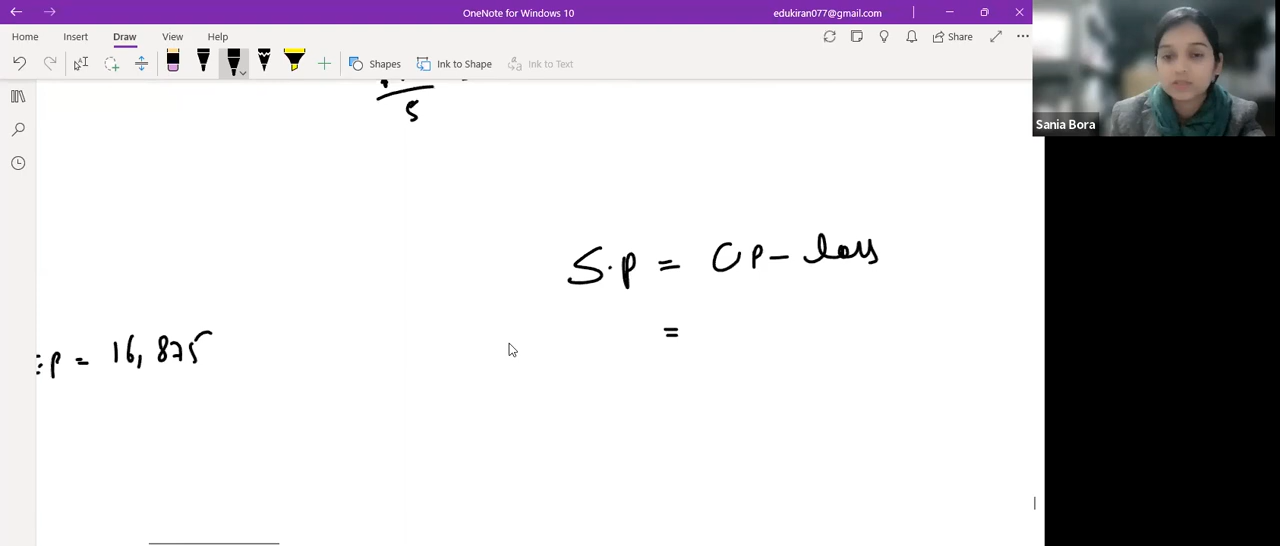 OneNote for Windows 10
edukiran077@gmail.com
Home Insert Draw View Help
Share
Shapes Ink to Shape Ink to Text
Sania Bora
5
S.P = CP - loss
=
:P = 16,875